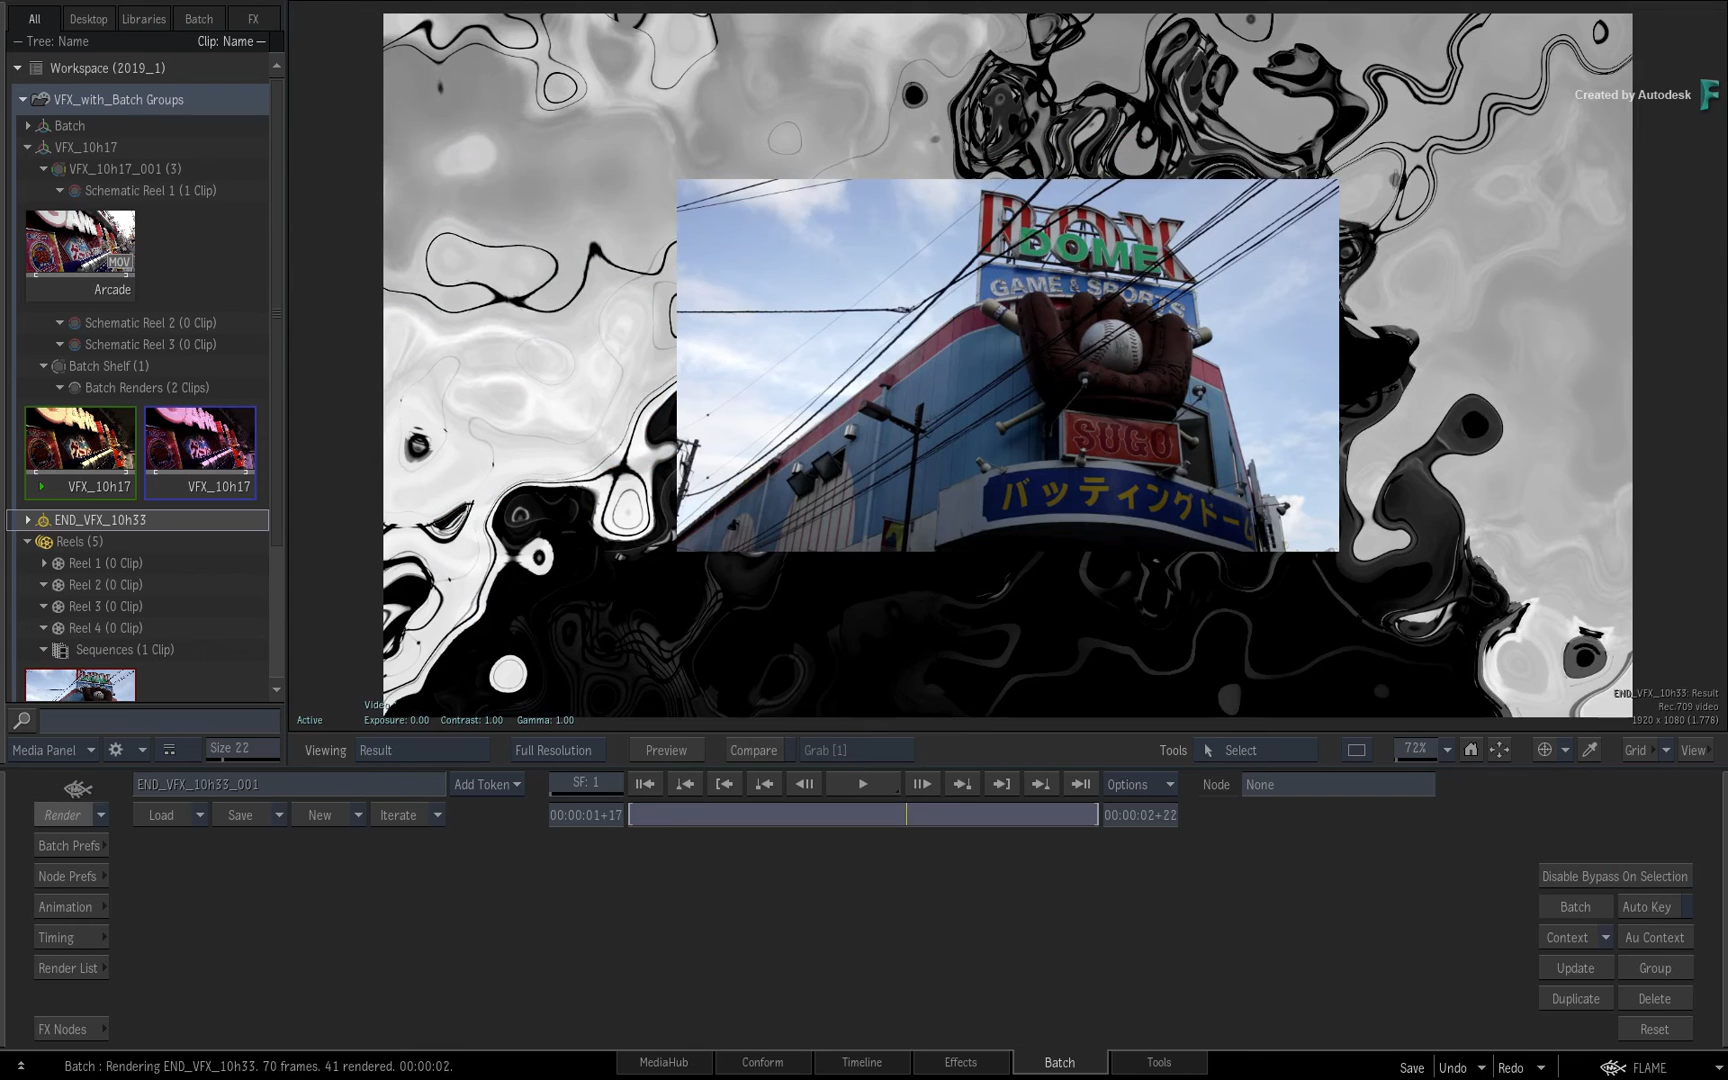 All Desktop Libraries Batch FX
Tree: Name Clip: Name
Workspace (2019_1)
VFX_with_Batch Groups
Batch
VFX_10h17
VFX_10h17_001 (3)
Schematic Reel 1 (1 Clip)
MOV
Arcade
Schematic Reel 2 (0 Clip)
Schematic Reel 3 (0 Clip)
Batch Shelf (1)
Batch Renders (2 Clips)
VFX_10h17 VFX_10h17
END_VFX_10h33
Reels (5)
Reel 1 (0 Clip)
Reel 2 (0 Clip)
Reel 3 (0 Clip)
Reel 4 (0 Clip)
Sequences (1 Clip)
Created by Autodesk
DOME
GAME & SPORTS
SUGO
バッティングドー
END_VFX_10h33: Result
Rec.709 video
1920 x 1080 (1.778)
Video
Active Exposure: 0.00 Contrast: 1.00 Gamma: 1.00
Media Panel Size 22 Viewing Result Full Resolution Preview Compare Grab [1] Tools Select 72% Grid View
END_VFX_10h33_001 Add Token SF: 1 Options Node None
Render Load Save New Iterate 00:00:01+17 00:00:02+22
Batch Prefs
Node Prefs Disable Bypass On Selection
Animation Batch Auto Key
Timing Context Au Context
Render List Update Group
Duplicate Delete
FX Nodes Reset
Batch : Rendering END_VFX_10h33. 70 frames. 41 rendered. 00:00:02. MediaHub Conform Timeline Effects Batch Tools Save Undo Redo FLAME